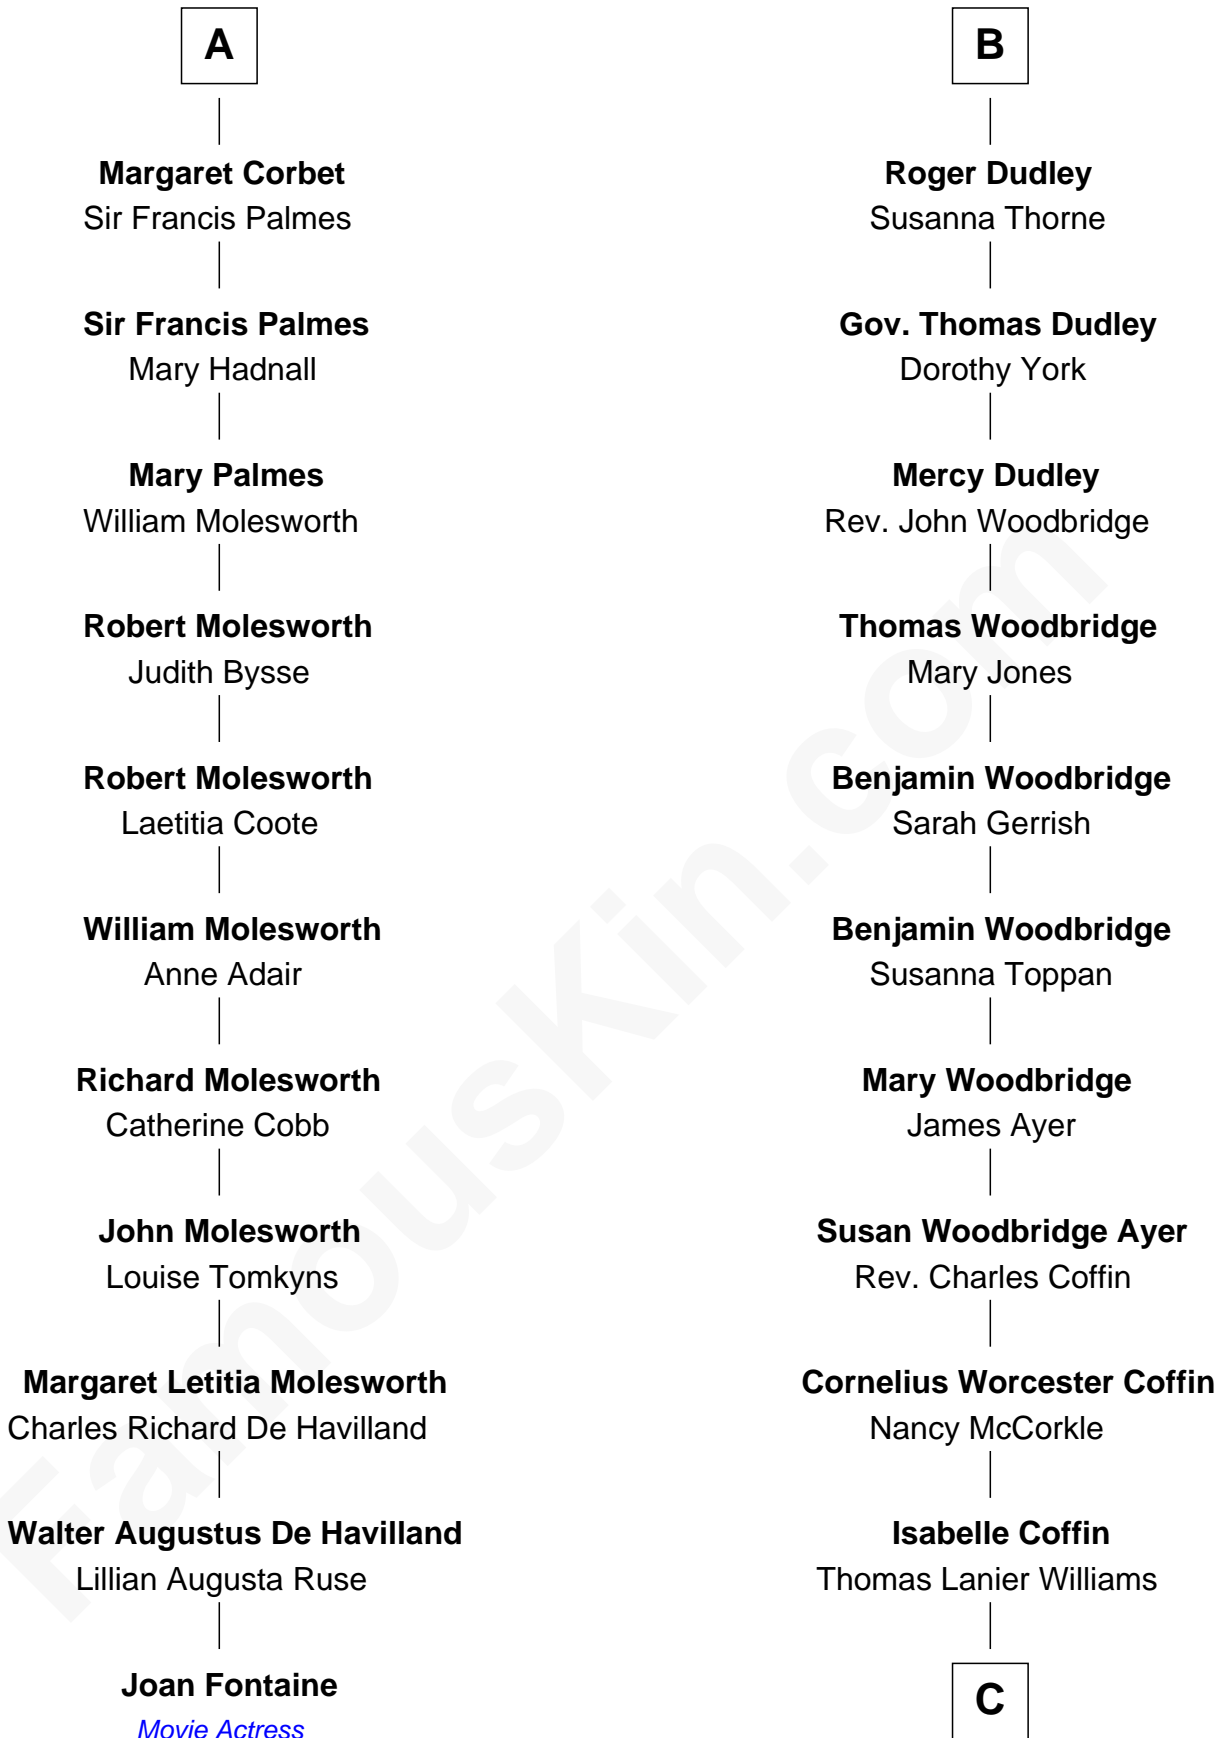 A
Margaret Corbet
Sir Francis Palmes
Sir Francis Palmes
Mary Hadnall
Mary Palmes
William Molesworth
Robert Molesworth
Judith Bysse
Robert Molesworth
Laetitia Coote
William Molesworth
Anne Adair
Richard Molesworth
Catherine Cobb
John Molesworth
Louise Tomkyns
Margaret Letitia Molesworth
Charles Richard De Havilland
Walter Augustus De Havilland
Lillian Augusta Ruse
Joan Fontaine
Movie Actress
B
Roger Dudley
Susanna Thorne
Gov. Thomas Dudley
Dorothy York
Mercy Dudley
Rev. John Woodbridge
Thomas Woodbridge
Mary Jones
Benjamin Woodbridge
Sarah Gerrish
Benjamin Woodbridge
Susanna Toppan
Mary Woodbridge
James Ayer
Susan Woodbridge Ayer
Rev. Charles Coffin
Cornelius Worcester Coffin
Nancy McCorkle
Isabelle Coffin
Thomas Lanier Williams
C
FamousKin.com